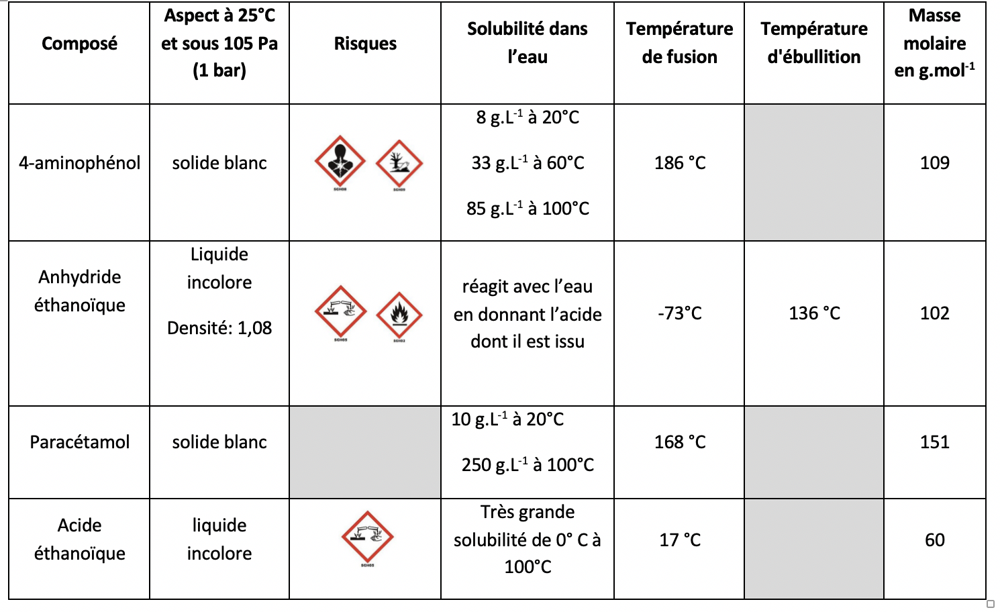 Composé
Aspect à 25°C
et sous 105 Pa
(1 bar)
Risques
Solubilité dans
l’eau
Température
de fusion
Température
d'ébullition
Masse
molaire
en g.mol-1
4-aminophénol
solide blanc
SGH08
SGH09
8 g.L-1 à 20°C
33 g.L-1 à 60°C
85 g.L-1 à 100°C
186 °C
109
Anhydride
éthanoïque
Liquide
incolore
Densité: 1,08
SGH05
SGH02
réagit avec l’eau
en donnant l’acide
dont il est issu
-73°C
136 °C
102
Paracétamol
solide blanc
10 g.L-1 à 20°C
250 g.L-1 à 100°C
168 °C
151
Acide
éthanoïque
liquide
incolore
SGH05
Très grande
solubilité de 0° C à
100°C
17 °C
60